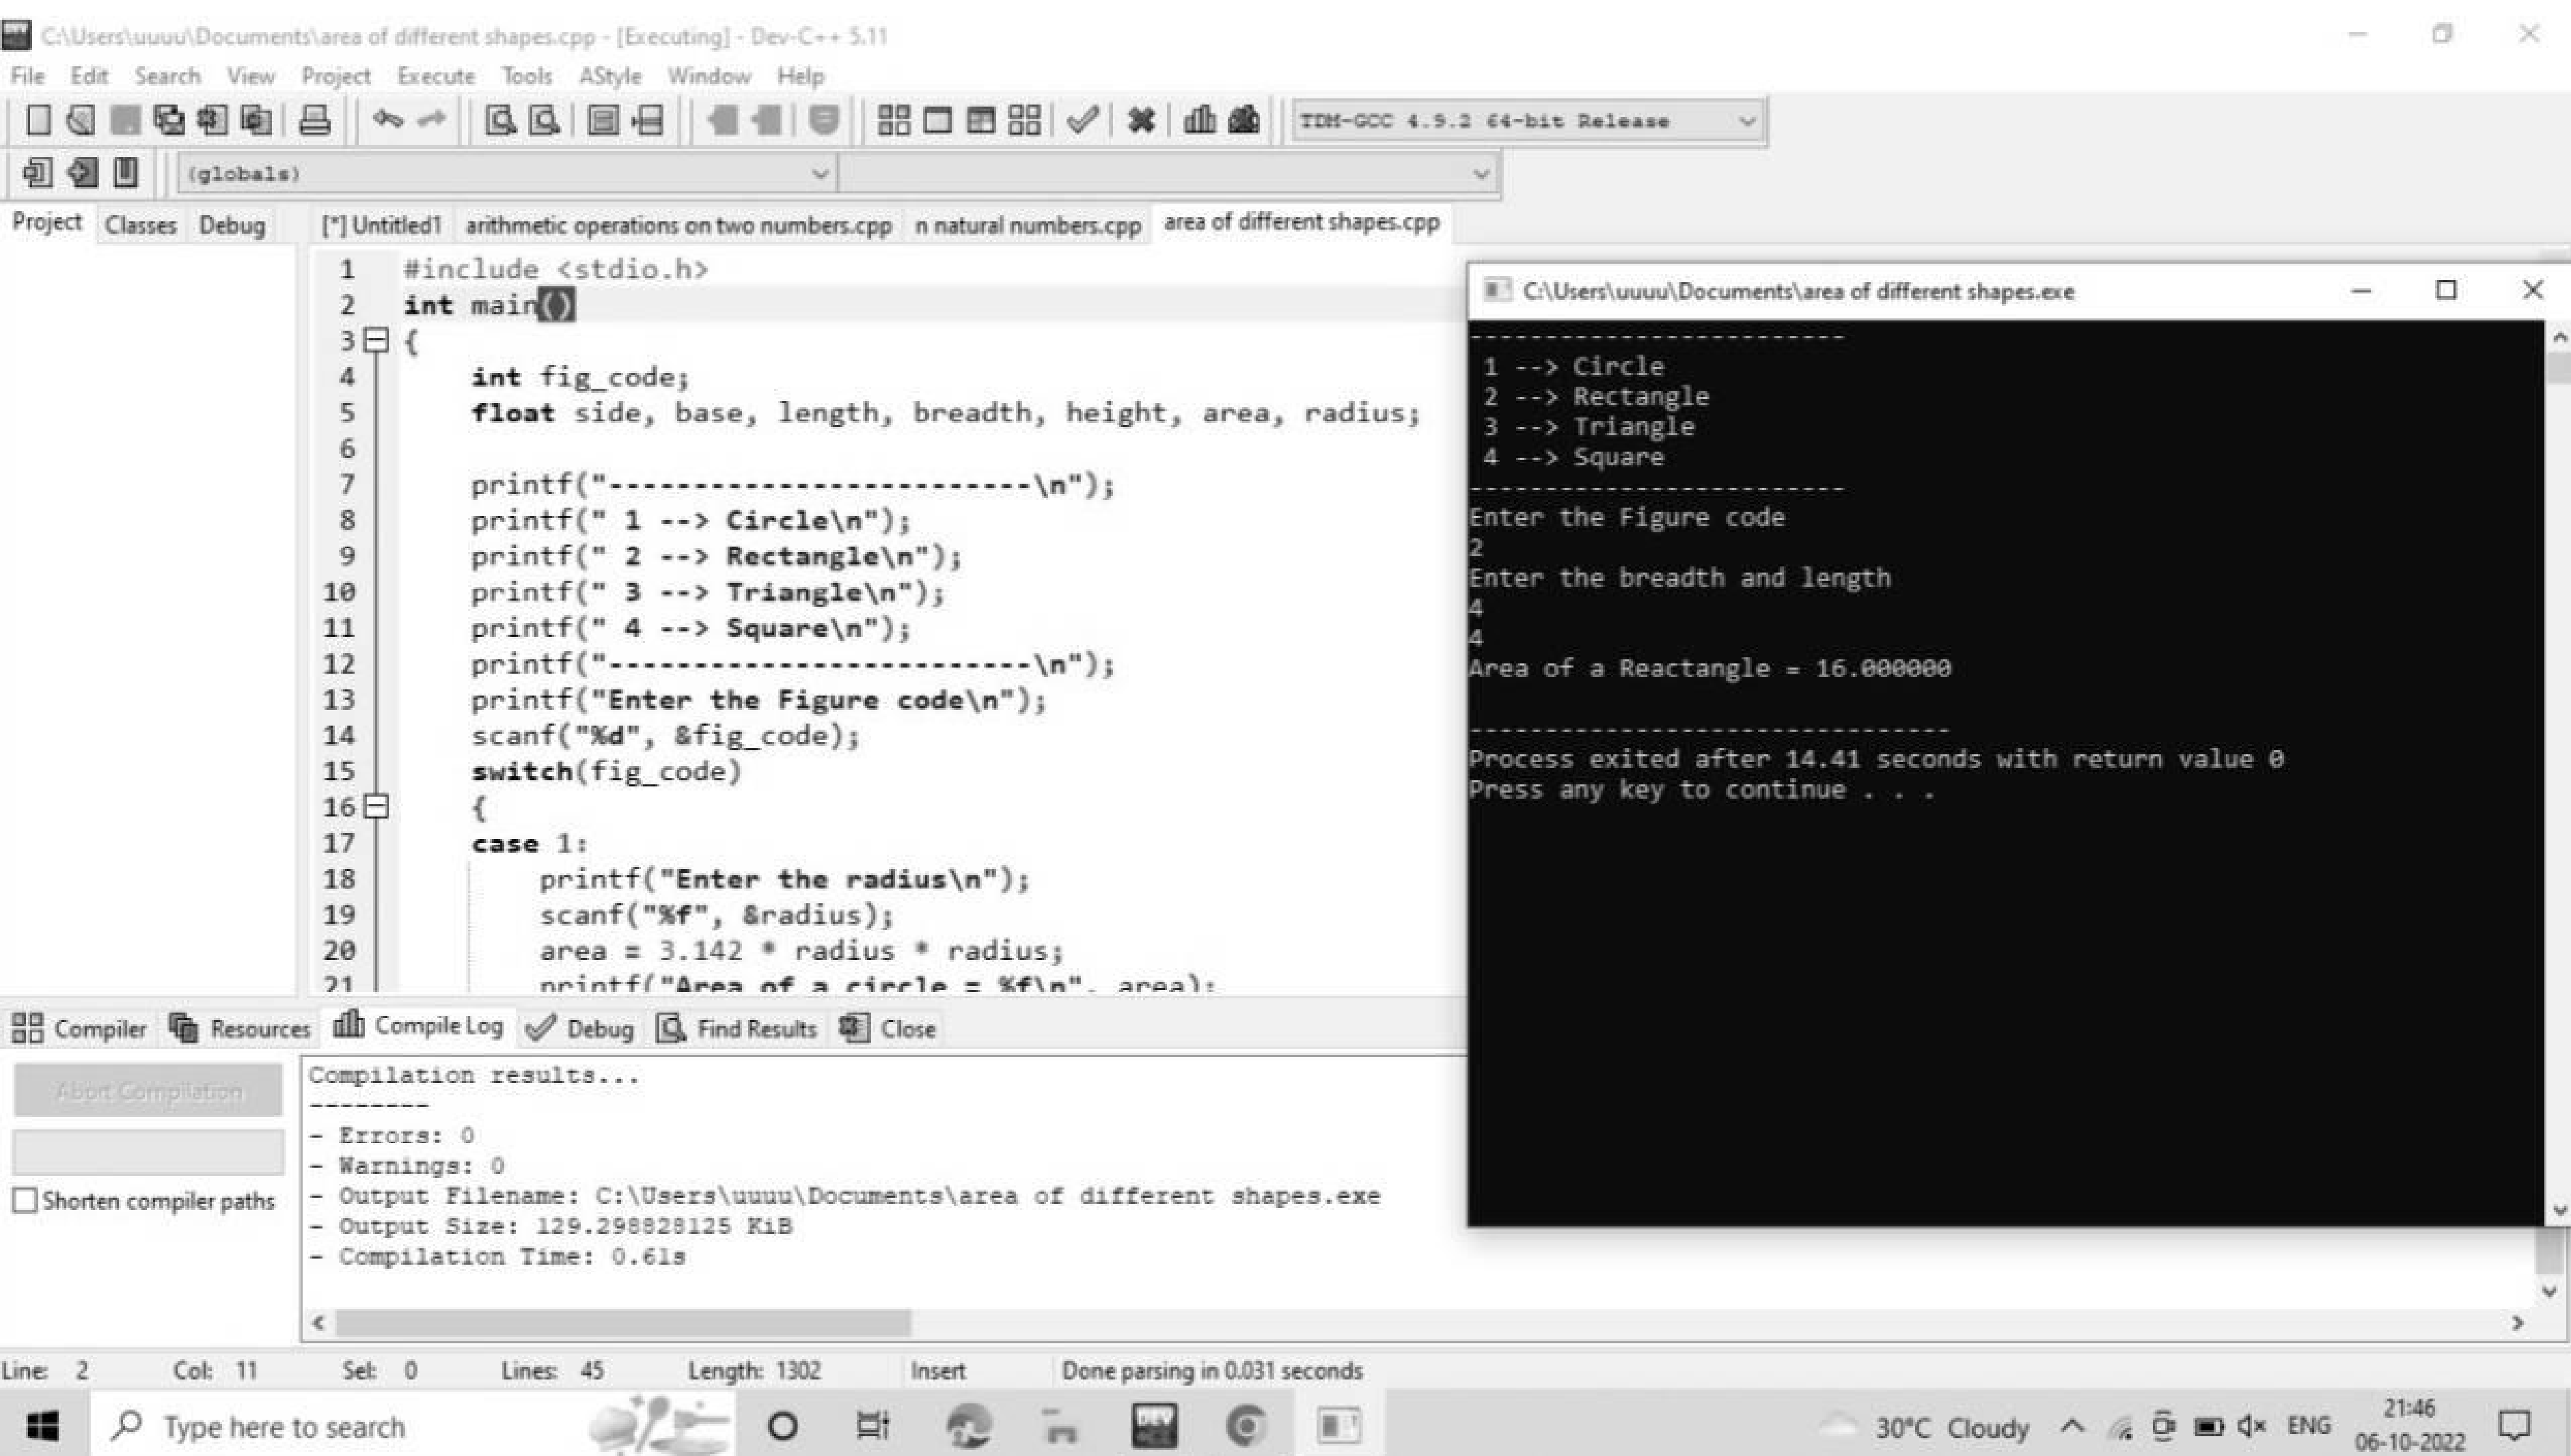 C:\Users\uuuu\Documents\area of different shapes.cpp - [Executing] - Dev-C++ 5.11
File Edit Search View Project Execute Tools AStyle Window Help
TDM-GCC 4.9.2 64-bit Release
(globals)
Project Classes Debug
[*] Untitled1 arithmetic operations on two numbers.cpp n natural numbers.cpp area of different shapes.cpp
1 #include <stdio.h>
2 int main()
3 {
4 int fig_code;
5 float side, base, length, breadth, height, area, radius;
6
7 printf("-------------------------\n");
8 printf(" 1 --> Circle\n");
9 printf(" 2 --> Rectangle\n");
10 printf(" 3 --> Triangle\n");
11 printf(" 4 --> Square\n");
12 printf("-------------------------\n");
13 printf("Enter the Figure code\n");
14 scanf("%d", &fig_code);
15 switch(fig_code)
16 {
17 case 1:
18 printf("Enter the radius\n");
19 scanf("%f", &radius);
20 area = 3.142 * radius * radius;
21 printf("Area of a circle = %f\n", area);
C:\Users\uuuu\Documents\area of different shapes.exe
-------------------------
1 --> Circle
2 --> Rectangle
3 --> Triangle
4 --> Square
-------------------------
Enter the Figure code
2
Enter the breadth and length
4
4
Area of a Reactangle = 16.000000
--------------------------------
Process exited after 14.41 seconds with return value 0
Press any key to continue . . .
Compiler Resources Compile Log Debug Find Results Close
Abort Compilation
Shorten compiler paths
Compilation results...
--------
- Errors: 0
- Warnings: 0
- Output Filename: C:\Users\uuuu\Documents\area of different shapes.exe
- Output Size: 129.298828125 KiB
- Compilation Time: 0.61s
Line: 2 Col: 11 Sel: 0 Lines: 45 Length: 1302 Insert Done parsing in 0.031 seconds
Type here to search
DEV
30°C Cloudy
ENG
21:46
06-10-2022